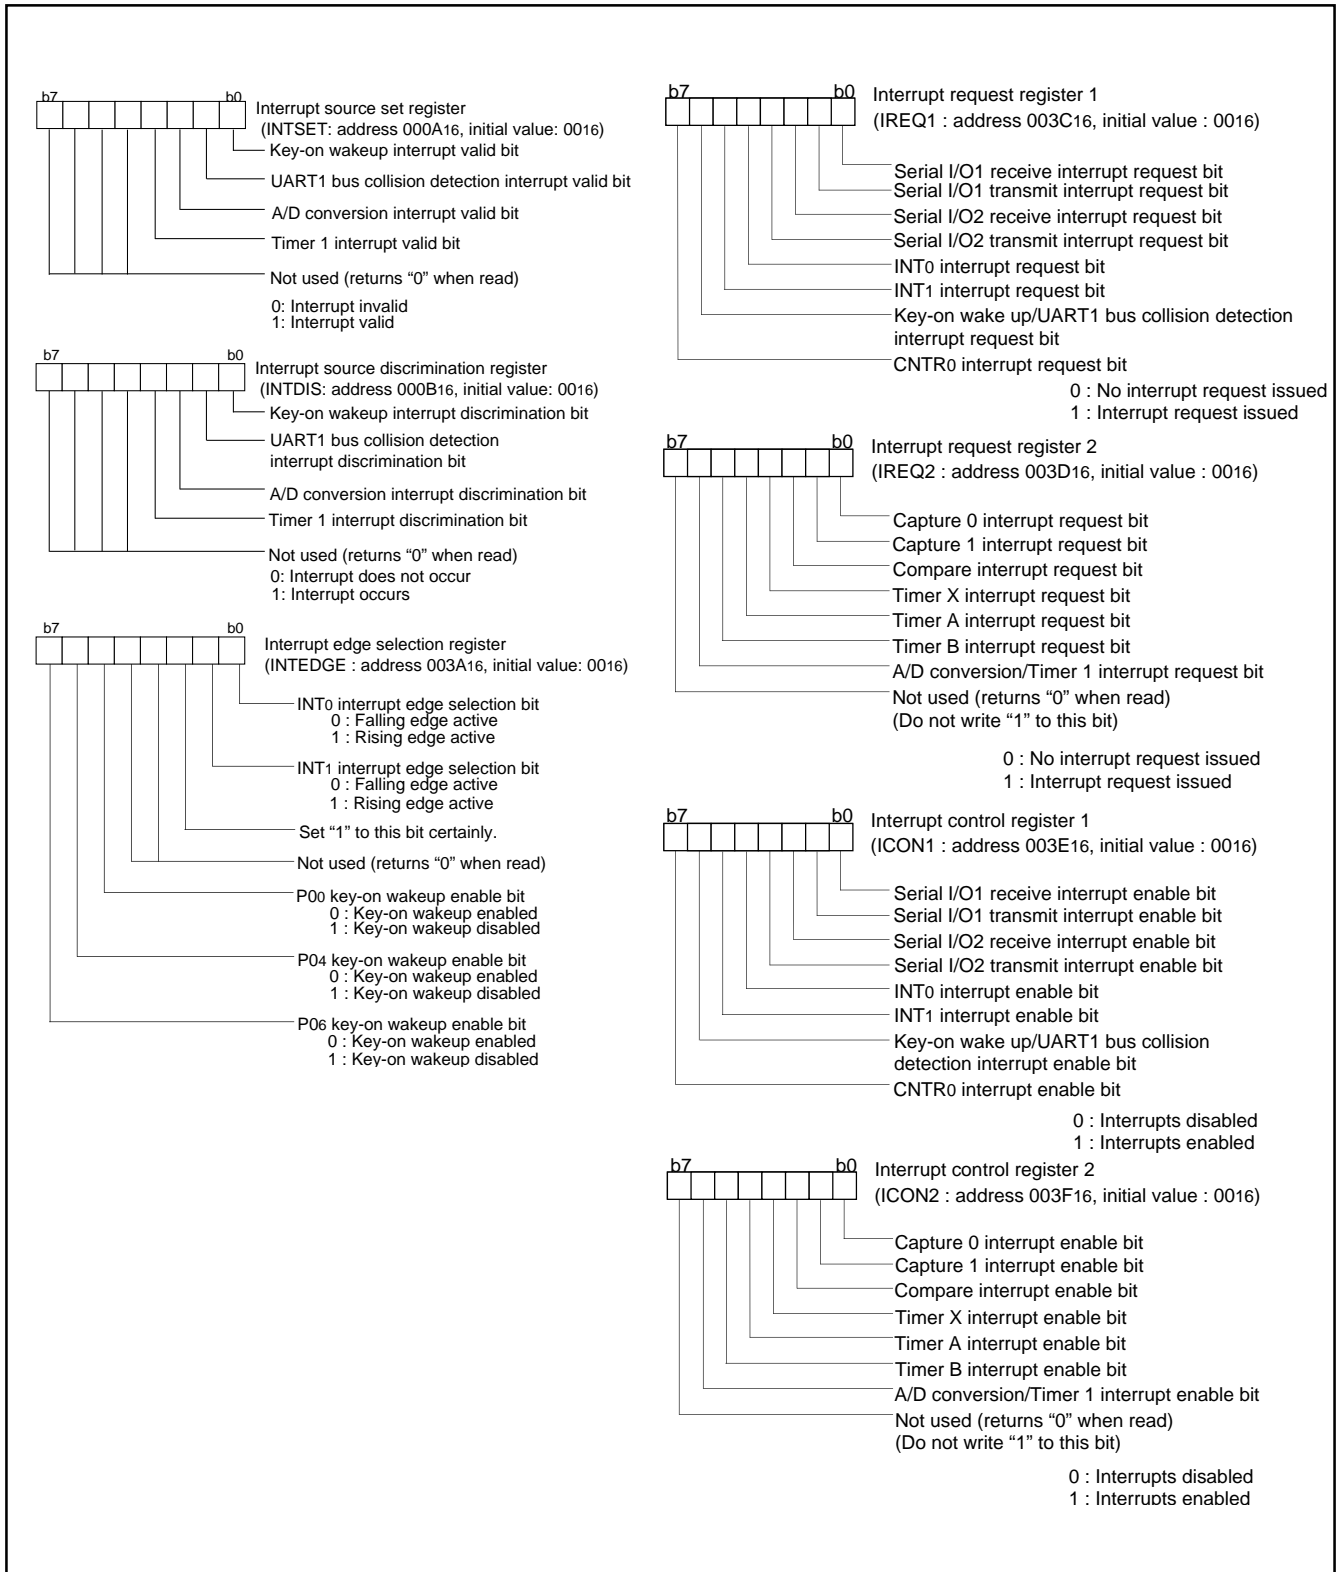 b7 b0
Interrupt source set register
(INTSET: address 000A16, initial value: 0016)
Key-on wakeup interrupt valid bit
UART1 bus collision detection interrupt valid bit
A/D conversion interrupt valid bit
Timer 1 interrupt valid bit
Not used (returns “0” when read)
0: Interrupt invalid
1: Interrupt valid
b7 b0
Interrupt source discrimination register
(INTDIS: address 000B16, initial value: 0016)
Key-on wakeup interrupt discrimination bit
UART1 bus collision detection
interrupt discrimination bit
A/D conversion interrupt discrimination bit
Timer 1 interrupt discrimination bit
Not used (returns “0” when read)
0: Interrupt does not occur
1: Interrupt occurs
b7 b0
Interrupt edge selection register
(INTEDGE : address 003A16, initial value: 0016)
INT0 interrupt edge selection bit
0 : Falling edge active
1 : Rising edge active
INT1 interrupt edge selection bit
0 : Falling edge active
1 : Rising edge active
Set “1” to this bit certainly.
Not used (returns “0” when read)
P00 key-on wakeup enable bit
0 : Key-on wakeup enabled
1 : Key-on wakeup disabled
P04 key-on wakeup enable bit
0 : Key-on wakeup enabled
1 : Key-on wakeup disabled
P06 key-on wakeup enable bit
0 : Key-on wakeup enabled
1 : Key-on wakeup disabled
b7 b0
Interrupt request register 1
(IREQ1 : address 003C16, initial value : 0016)
Serial I/O1 receive interrupt request bit
Serial I/O1 transmit interrupt request bit
Serial I/O2 receive interrupt request bit
Serial I/O2 transmit interrupt request bit
INT0 interrupt request bit
INT1 interrupt request bit
Key-on wake up/UART1 bus collision detection
interrupt request bit
CNTR0 interrupt request bit
0 : No interrupt request issued
1 : Interrupt request issued
b7 b0
Interrupt request register 2
(IREQ2 : address 003D16, initial value : 0016)
Capture 0 interrupt request bit
Capture 1 interrupt request bit
Compare interrupt request bit
Timer X interrupt request bit
Timer A interrupt request bit
Timer B interrupt request bit
A/D conversion/Timer 1 interrupt request bit
Not used (returns “0” when read)
(Do not write “1” to this bit)
0 : No interrupt request issued
1 : Interrupt request issued
b7 b0
Interrupt control register 1
(ICON1 : address 003E16, initial value : 0016)
Serial I/O1 receive interrupt enable bit
Serial I/O1 transmit interrupt enable bit
Serial I/O2 receive interrupt enable bit
Serial I/O2 transmit interrupt enable bit
INT0 interrupt enable bit
INT1 interrupt enable bit
Key-on wake up/UART1 bus collision
detection interrupt enable bit
CNTR0 interrupt enable bit
0 : Interrupts disabled
1 : Interrupts enabled
b7 b0
Interrupt control register 2
(ICON2 : address 003F16, initial value : 0016)
Capture 0 interrupt enable bit
Capture 1 interrupt enable bit
Compare interrupt enable bit
Timer X interrupt enable bit
Timer A interrupt enable bit
Timer B interrupt enable bit
A/D conversion/Timer 1 interrupt enable bit
Not used (returns “0” when read)
(Do not write “1” to this bit)
0 : Interrupts disabled
1 : Interrupts enabled